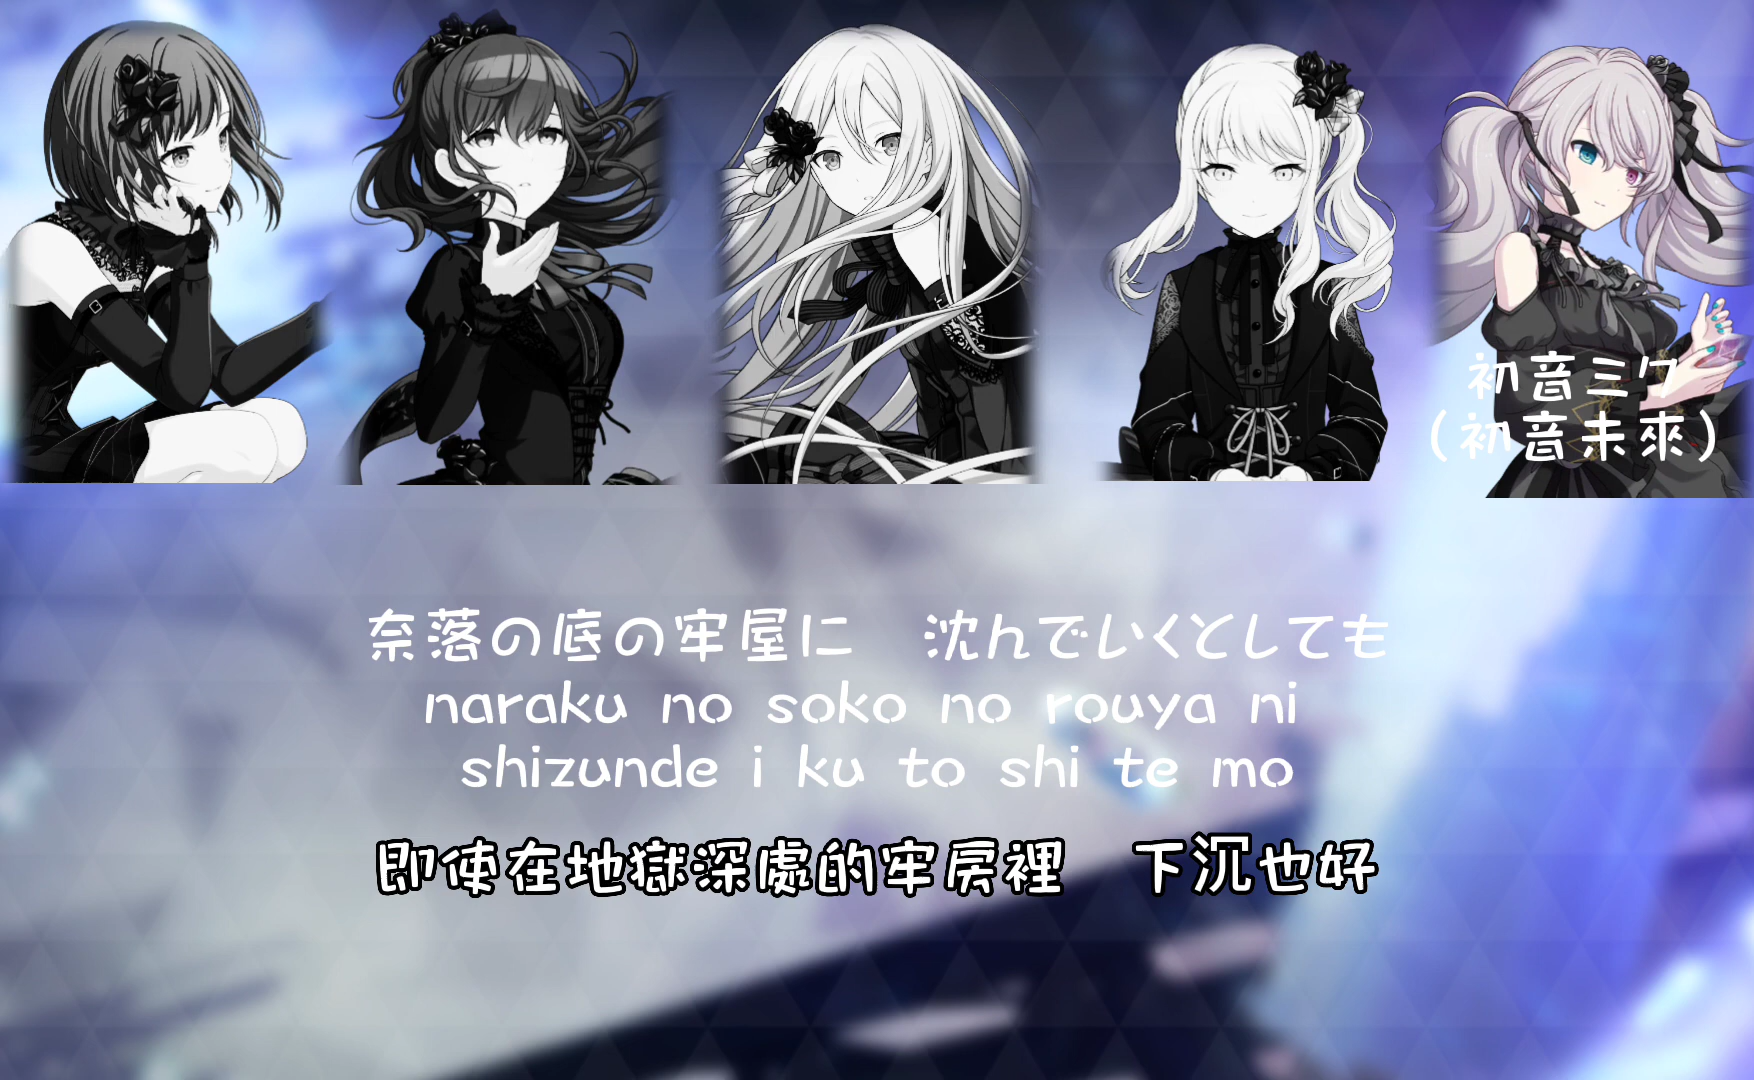 初音ミク
(初音未來)
奈落の底の牢屋に　沈んでいくとしても
naraku no soko no rouya ni
shizunde i ku to shi te mo
即使在地獄深處的牢房裡　下沉也好